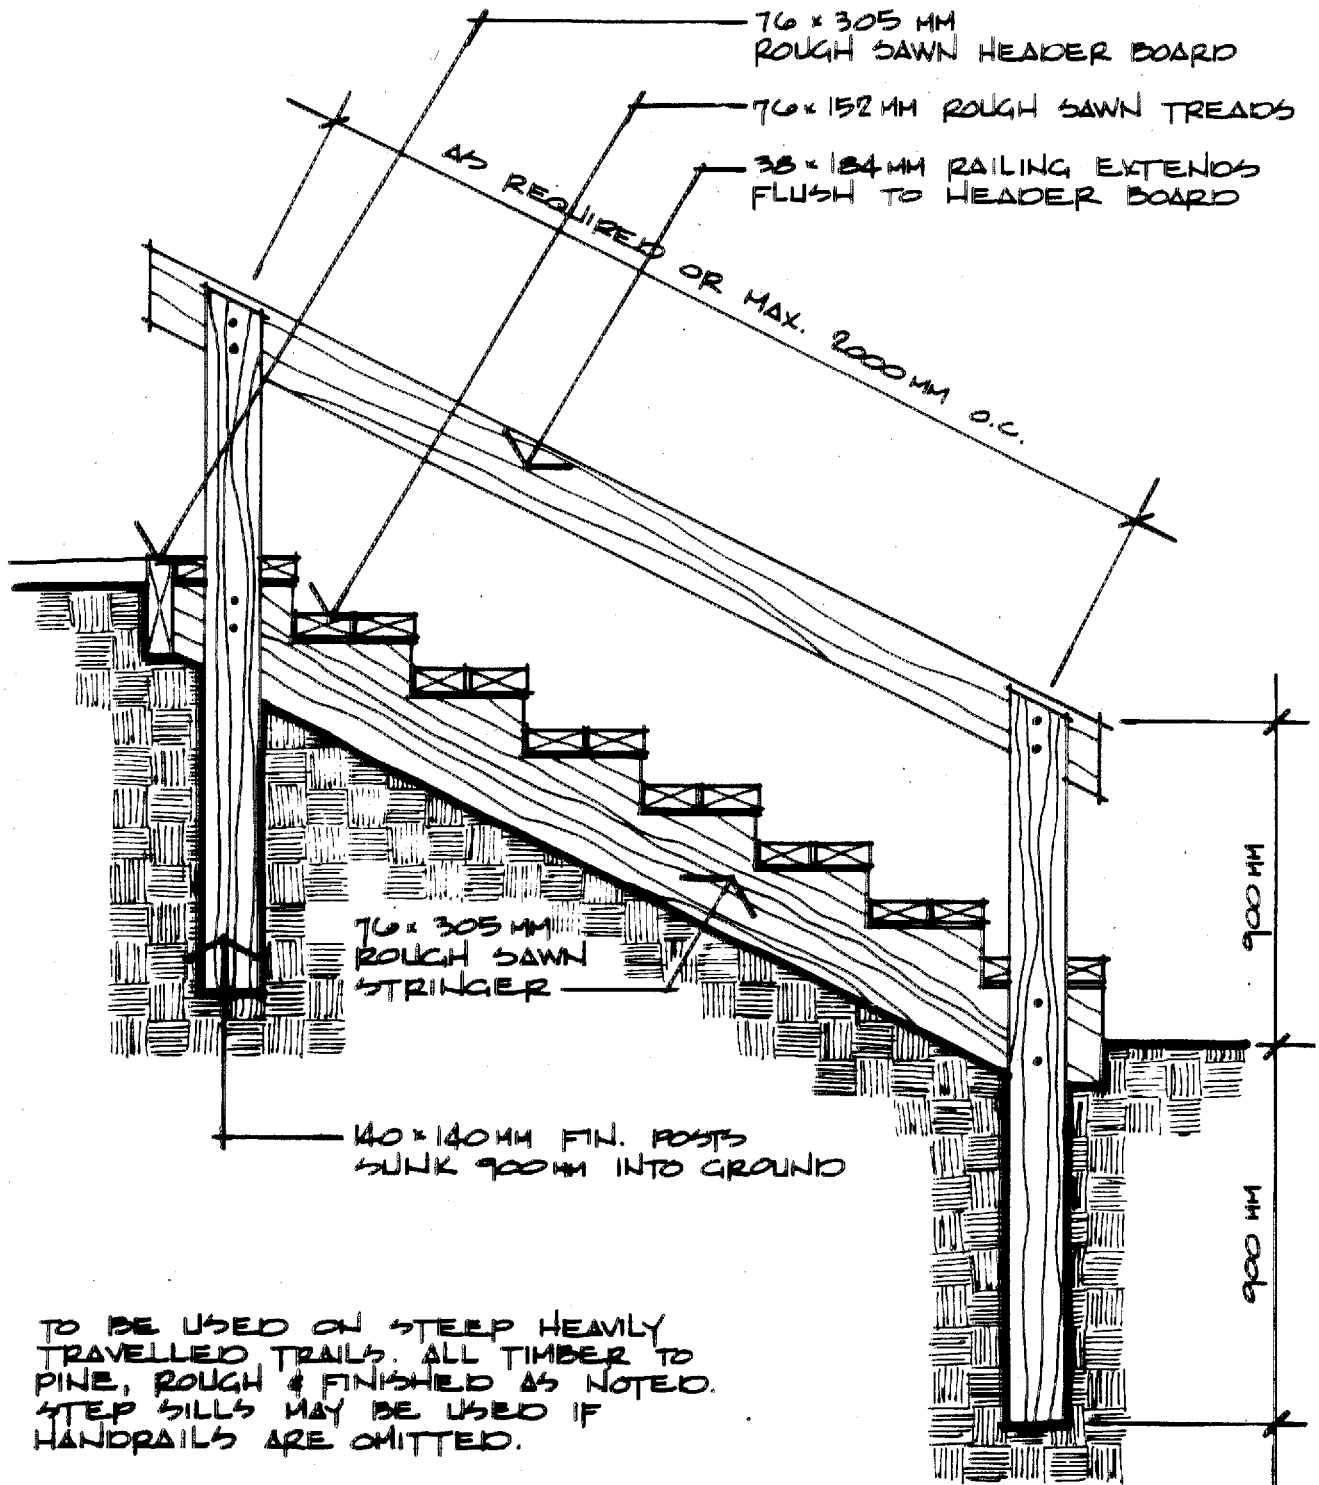 76 x 305 MM
ROUGH SAWN HEADER BOARD
76 x 152 MM ROUGH SAWN TREADS
38 x 184 MM RAILING EXTENDS
FLUSH TO HEADER BOARD
AS REQUIRED OR MAX. 2000 MM O.C.
900 MM
76 x 305 MM
ROUGH SAWN
STRINGER
140 x 140 MM FIN. POSTS
SUNK 900 MM INTO GROUND
900 MM
TO BE USED ON STEEP HEAVILY
TRAVELLED TRAILS. ALL TIMBER TO
PINE, ROUGH & FINISHED AS NOTED.
STEP SILLS MAY BE USED IF
HANDRAILS ARE OMITTED.